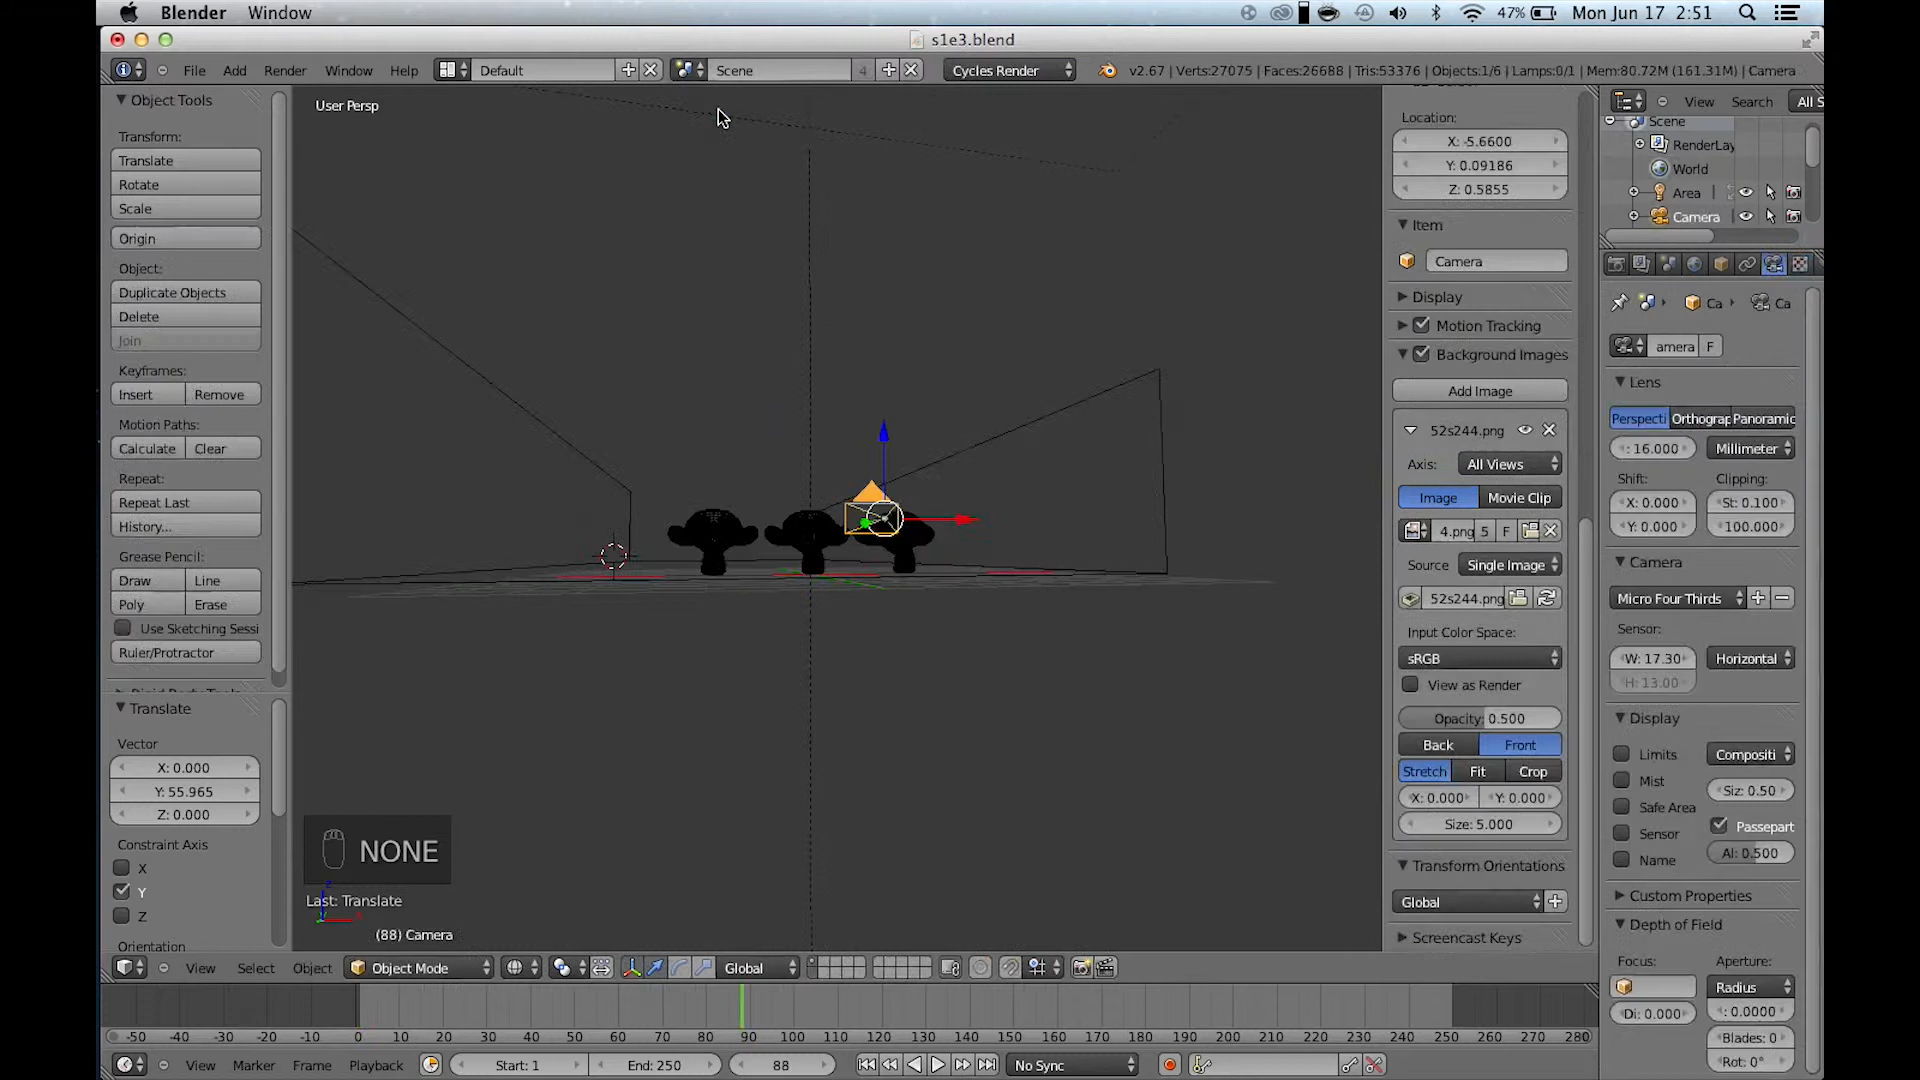 Blender Window 47% Mon Jun 17 2:51
s1e3.blend
File Add Render Window Help Default Scene 4 Cycles Render v2.67 | Verts:27075 | Faces:26688 | Tris:53376 | Objects:1/6 | Lamps:0/1 | Mem:80.72M (161.31M) | Camera
Object Tools
Transform:
Translate
Rotate
Scale
Origin
Object:
Duplicate Objects
Delete
Join
Keyframes:
Insert Remove
Motion Paths:
Calculate Clear
Repeat:
Repeat Last
History...
Grease Pencil:
Draw Line
Poly Erase
Use Sketching Sessi
Ruler/Protractor
Translate
Vector
X: 0.000
Y: 55.965
Z: 0.000
Constraint Axis
X
Y
Z
Orientation
User Persp
NONE
Last: Translate
(88) Camera
Location:
X: -5.6600
Y: 0.09186
Z: 0.5855
Item
Camera
Display
Motion Tracking
Background Images
Add Image
52s244.png
Axis: All Views
Image Movie Clip
4.png 5 F
Source Single Image
52s244.png
Input Color Space:
sRGB
View as Render
Opacity: 0.500
Back Front
Stretch Fit Crop
X: 0.000 Y: 0.000
Size: 5.000
Transform Orientations
Global
Screencast Keys
View Search All S
Scene
RenderLay
World
Area
Camera
Ca Ca
amera F
Lens
Perspecti Orthograp Panoramic
: 16.000 Millimeter
Shift: Clipping:
X: 0.000 St: 0.100
Y: 0.000 100.000
Camera
Micro Four Thirds
Sensor:
W: 17.30 Horizontal
H: 13.00
Display
Limits Compositi
Mist Siz: 0.50
Safe Area
Sensor Passepart
Name Al: 0.500
Custom Properties
Depth of Field
Focus: Aperture:
Radius
Di: 0.000 : 0.0000
Blades: 0
Rot: 0°
View Select Object Object Mode Global
-50 -40 -30 -20 -10 0 10 20 30 40 50 60 70 80 90 100 110 120 130 140 150 160 170 180 190 200 210 220 230 240 250 260 270 280
View Marker Frame Playback Start: 1 End: 250 88 No Sync